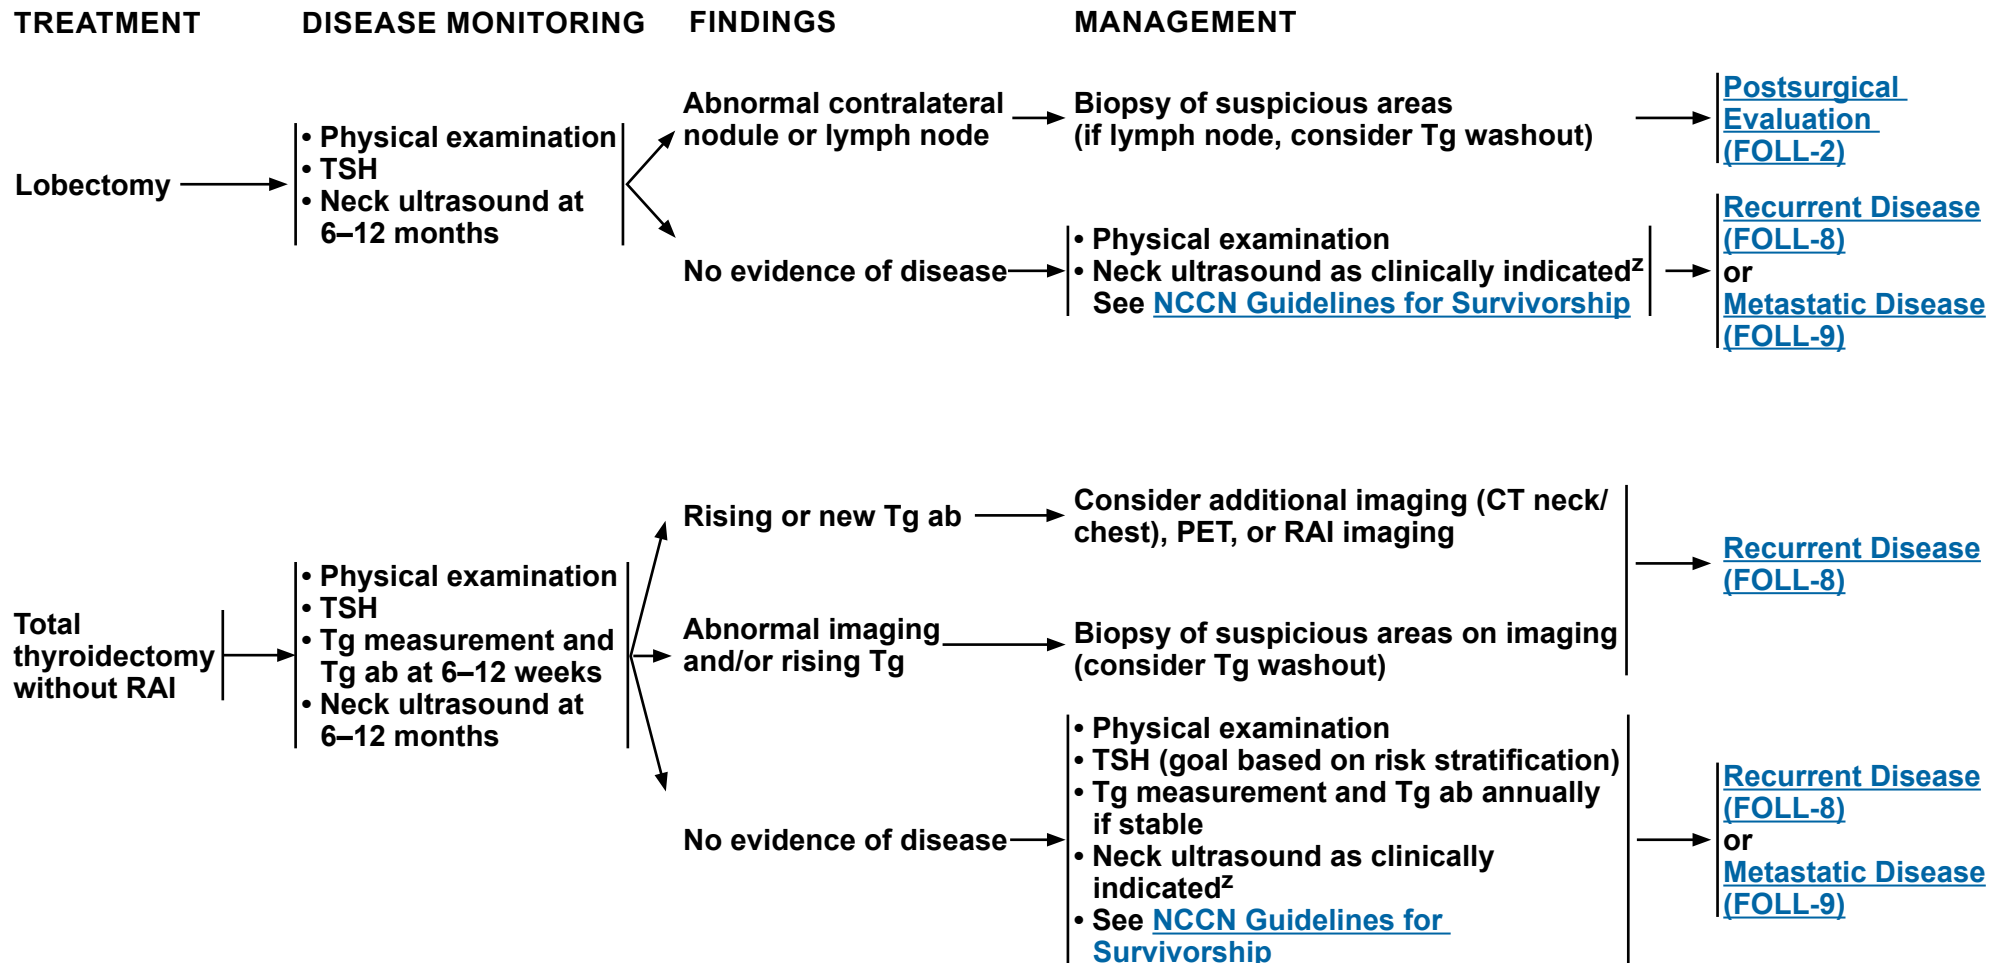 TREATMENT DISEASE MONITORING FINDINGS MANAGEMENT
Lobectomy
• Physical examination
• TSH
• Neck ultrasound at
6–12 months
Abnormal contralateral
nodule or lymph node
Biopsy of suspicious areas
(if lymph node, consider Tg washout)
Postsurgical
Evaluation
(FOLL-2)
No evidence of disease
• Physical examination
• Neck ultrasound as clinically indicatedᶻ
See NCCN Guidelines for Survivorship
Recurrent Disease
(FOLL-8)
or
Metastatic Disease
(FOLL-9)
Total
thyroidectomy
without RAI
• Physical examination
• TSH
• Tg measurement and
Tg ab at 6–12 weeks
• Neck ultrasound at
6–12 months
Rising or new Tg ab
Consider additional imaging (CT neck/
chest), PET, or RAI imaging
Abnormal imaging
and/or rising Tg
Biopsy of suspicious areas on imaging
(consider Tg washout)
Recurrent Disease
(FOLL-8)
No evidence of disease
• Physical examination
• TSH (goal based on risk stratification)
• Tg measurement and Tg ab annually
if stable
• Neck ultrasound as clinically
indicatedᶻ
• See NCCN Guidelines for
Survivorship
Recurrent Disease
(FOLL-8)
or
Metastatic Disease
(FOLL-9)